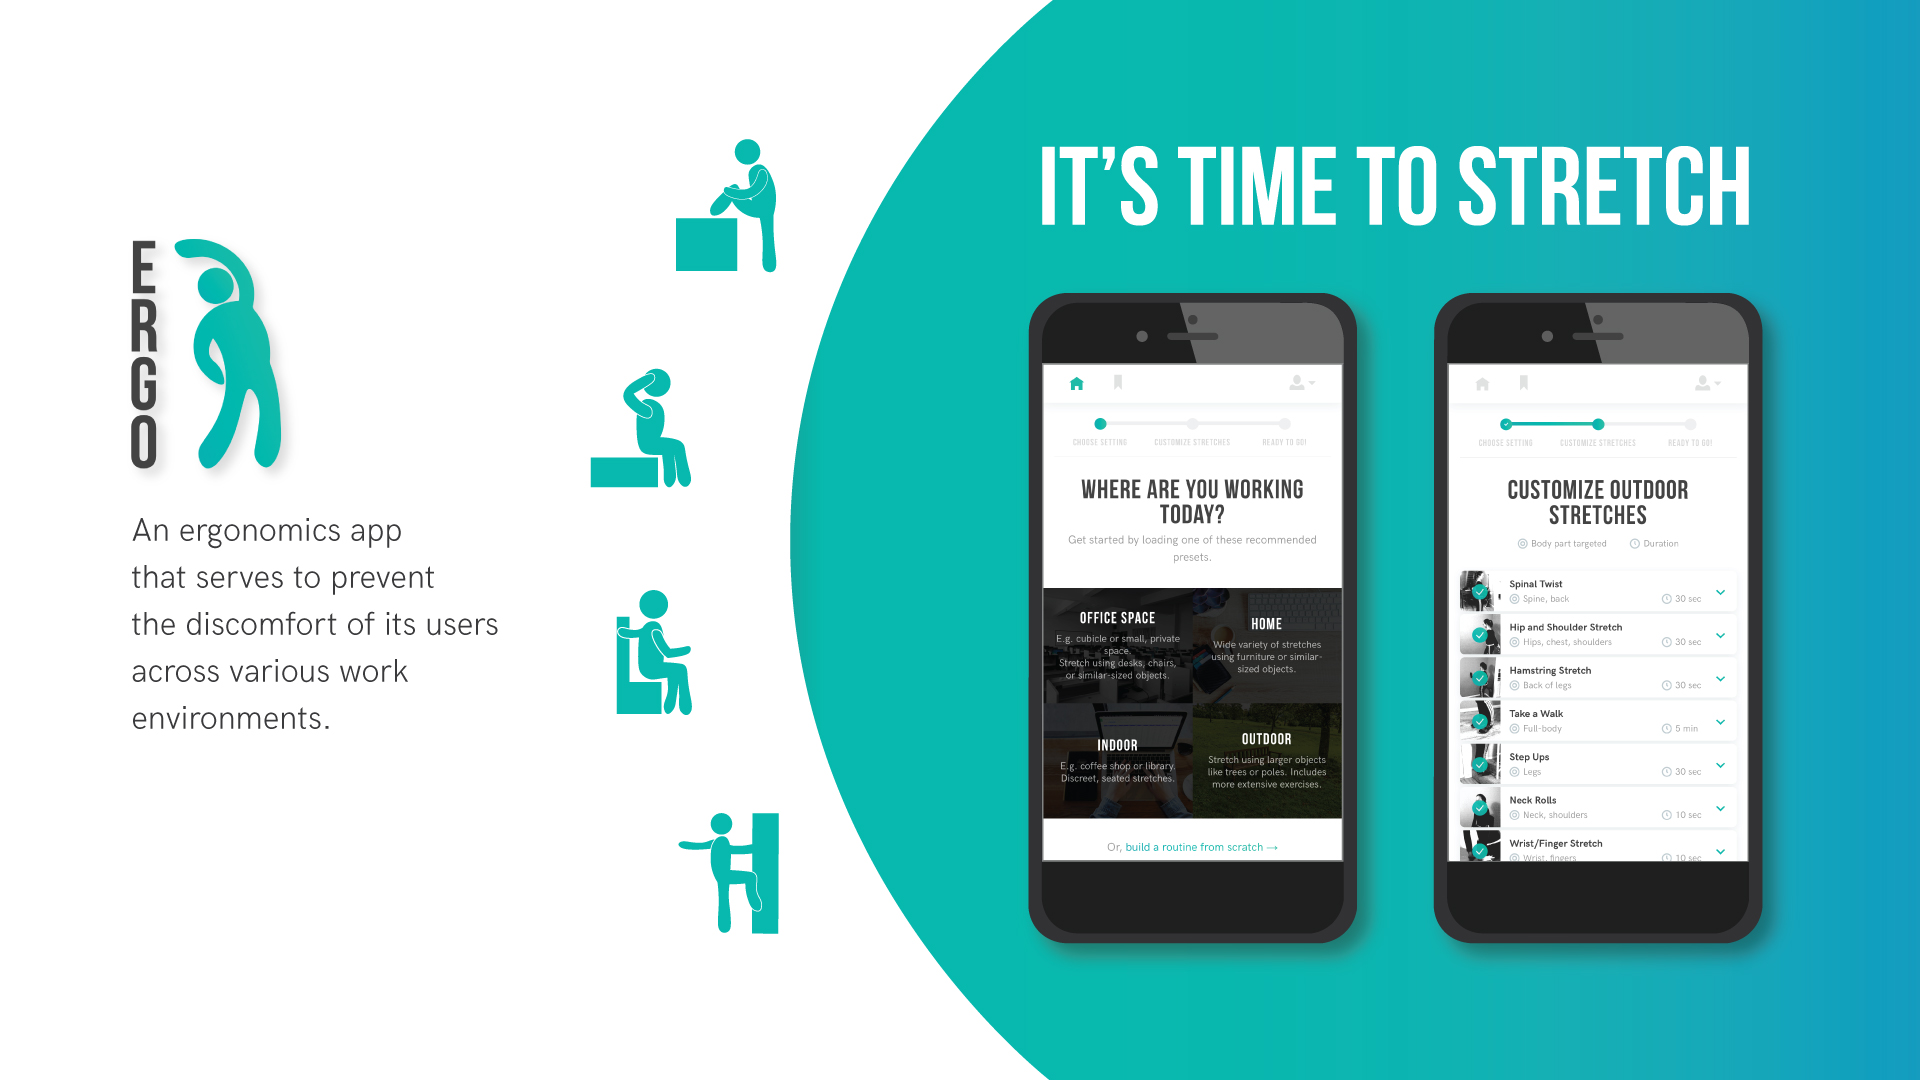 ERGO
An ergonomics app
that serves to prevent
the discomfort of its users
across various work
environments.
IT'S TIME TO STRETCH
CHOOSE SETTING
CUSTOMIZE STRETCHES
READY TO GO!
WHERE ARE YOU WORKING
TODAY?
Get started by loading one of these recommended
presets.
OFFICE SPACE
E.g. cubicle or small, private
space.
Stretch using desks, chairs,
or similar-sized objects.
HOME
Wide variety of stretches
using furniture or similar-
sized objects.
INDOOR
E.g. coffee shop or library.
Discreet, seated stretches.
OUTDOOR
Stretch using larger objects
like trees or poles. Includes
more extensive exercises.
Or, build a routine from scratch →
CHOOSE SETTING
CUSTOMIZE STRETCHES
READY TO GO!
CUSTOMIZE OUTDOOR
STRETCHES
Body part targeted
Duration
Spinal Twist
Spine, back
30 sec
Hip and Shoulder Stretch
Hips, chest, shoulders
30 sec
Hamstring Stretch
Back of legs
30 sec
Take a Walk
Full-body
5 min
Step Ups
Legs
30 sec
Neck Rolls
Neck, shoulders
10 sec
Wrist/Finger Stretch
Wrist, fingers
10 sec